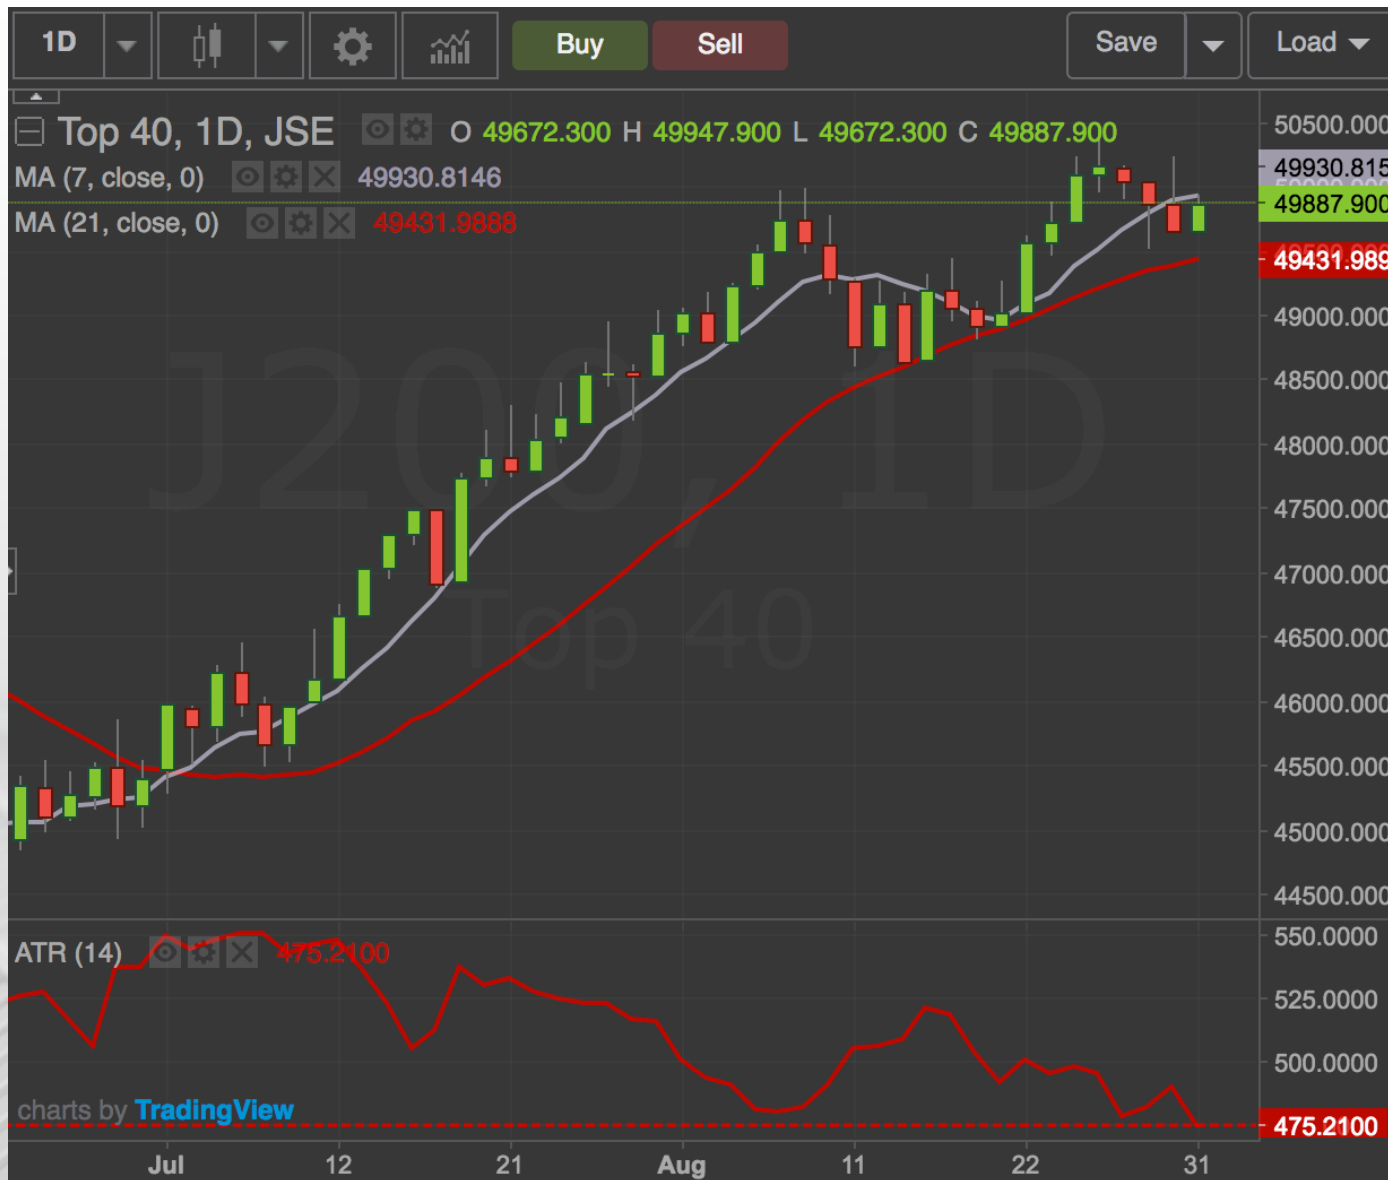 1D Buy Sell Save Load
Top 40, 1D, JSE O 49672.300 H 49947.900 L 49672.300 C 49887.900
MA (7, close, 0) 49930.8146
MA (21, close, 0) 49431.9888
J200, 1D
Top 40
50500.000
49930.815
49887.900
49431.989
49000.000
48500.000
48000.000
47500.000
47000.000
46500.000
46000.000
45500.000
45000.000
44500.000
ATR (14) 475.2100
550.0000
525.0000
500.0000
475.2100
charts by TradingView
Jul 12 21 Aug 11 22 31